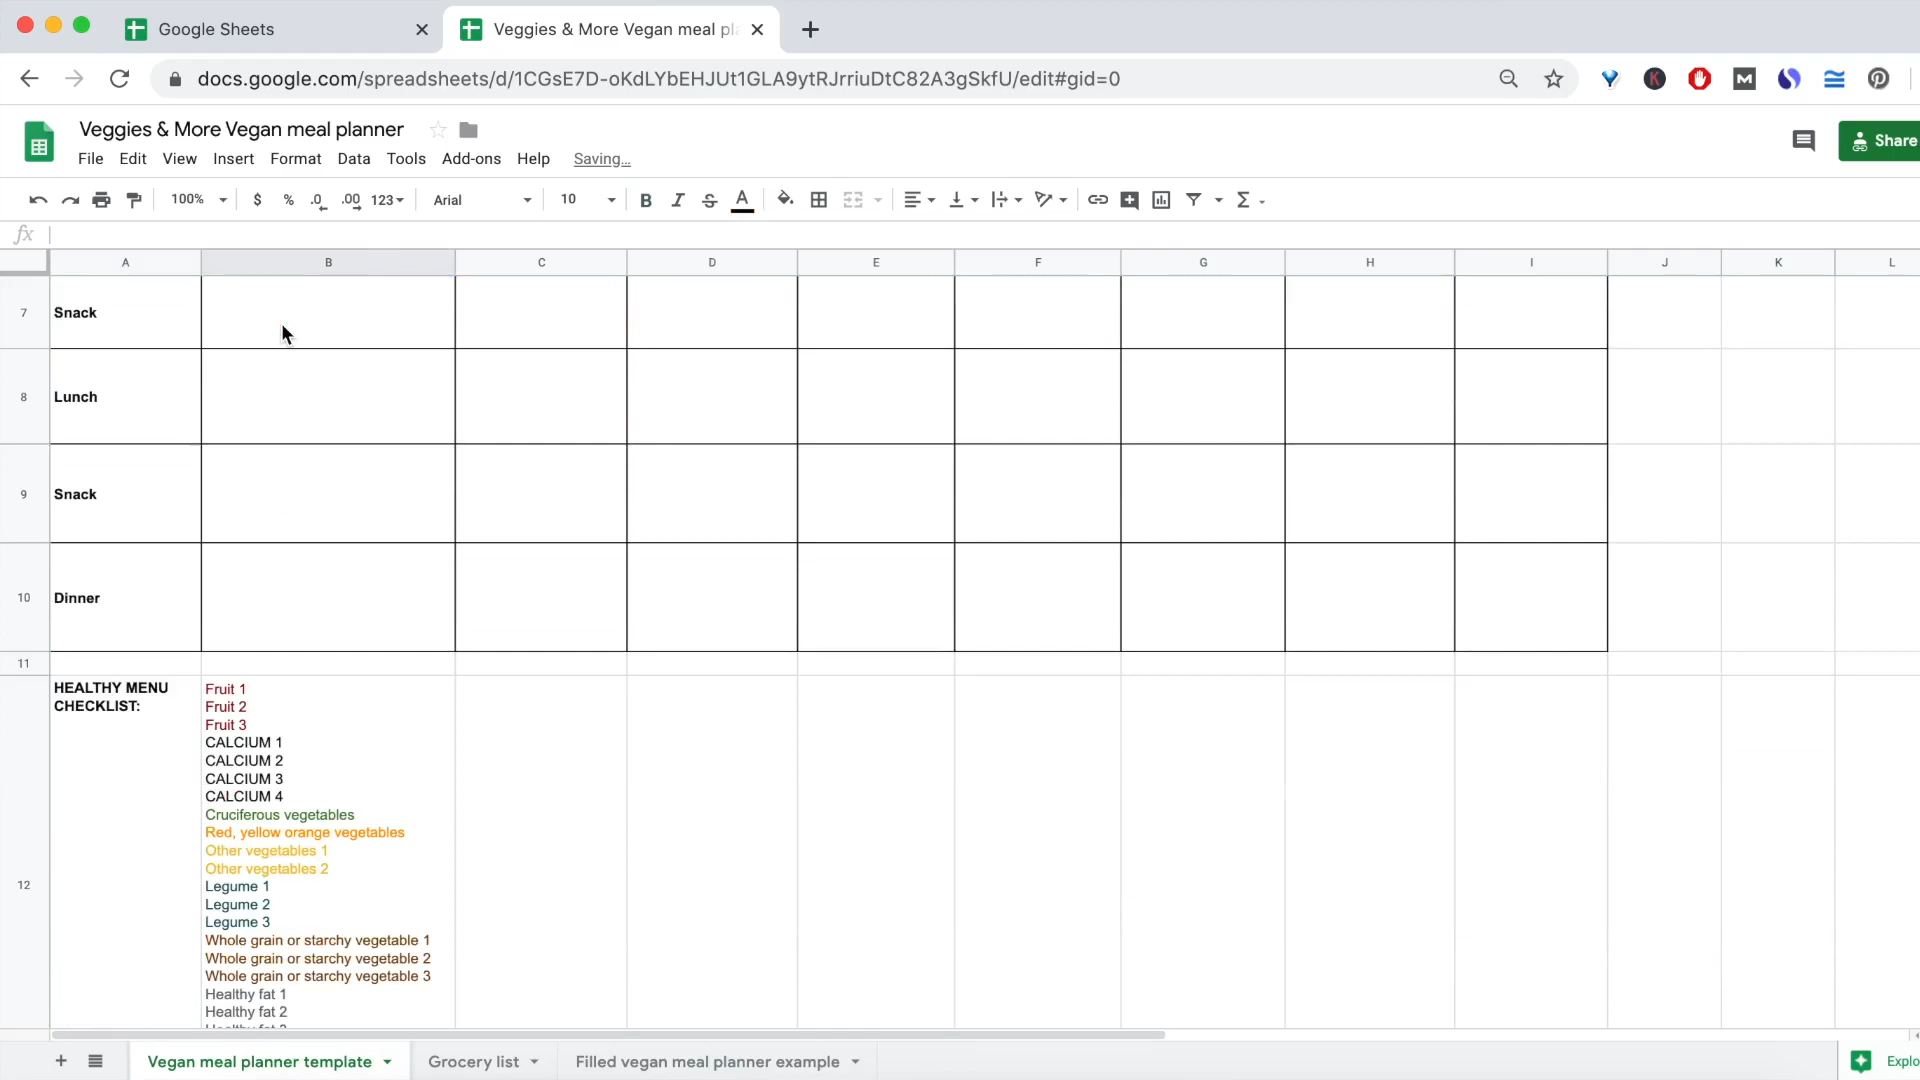 Google Sheets
Veggies & More Vegan meal pl
docs.google.com/spreadsheets/d/1CGsE7D-oKdLYbEHJUt1GLA9ytRJrriuDtC82A3gSkfU/edit#gid=0
Veggies & More Vegan meal planner
File Edit View Insert Format Data Tools Add-ons Help Saving...
Share
100% $ % .0 .00 123 Arial 10 B I S A
fx
A B C D E F G H I J K L
7 Snack
8 Lunch
9 Snack
10 Dinner
11
HEALTHY MENU
CHECKLIST:
Fruit 1
Fruit 2
Fruit 3
CALCIUM 1
CALCIUM 2
CALCIUM 3
CALCIUM 4
Cruciferous vegetables
Red, yellow orange vegetables
Other vegetables 1
Other vegetables 2
12
Legume 1
Legume 2
Legume 3
Whole grain or starchy vegetable 1
Whole grain or starchy vegetable 2
Whole grain or starchy vegetable 3
Healthy fat 1
Healthy fat 2
Vegan meal planner template Grocery list Filled vegan meal planner example
Explo